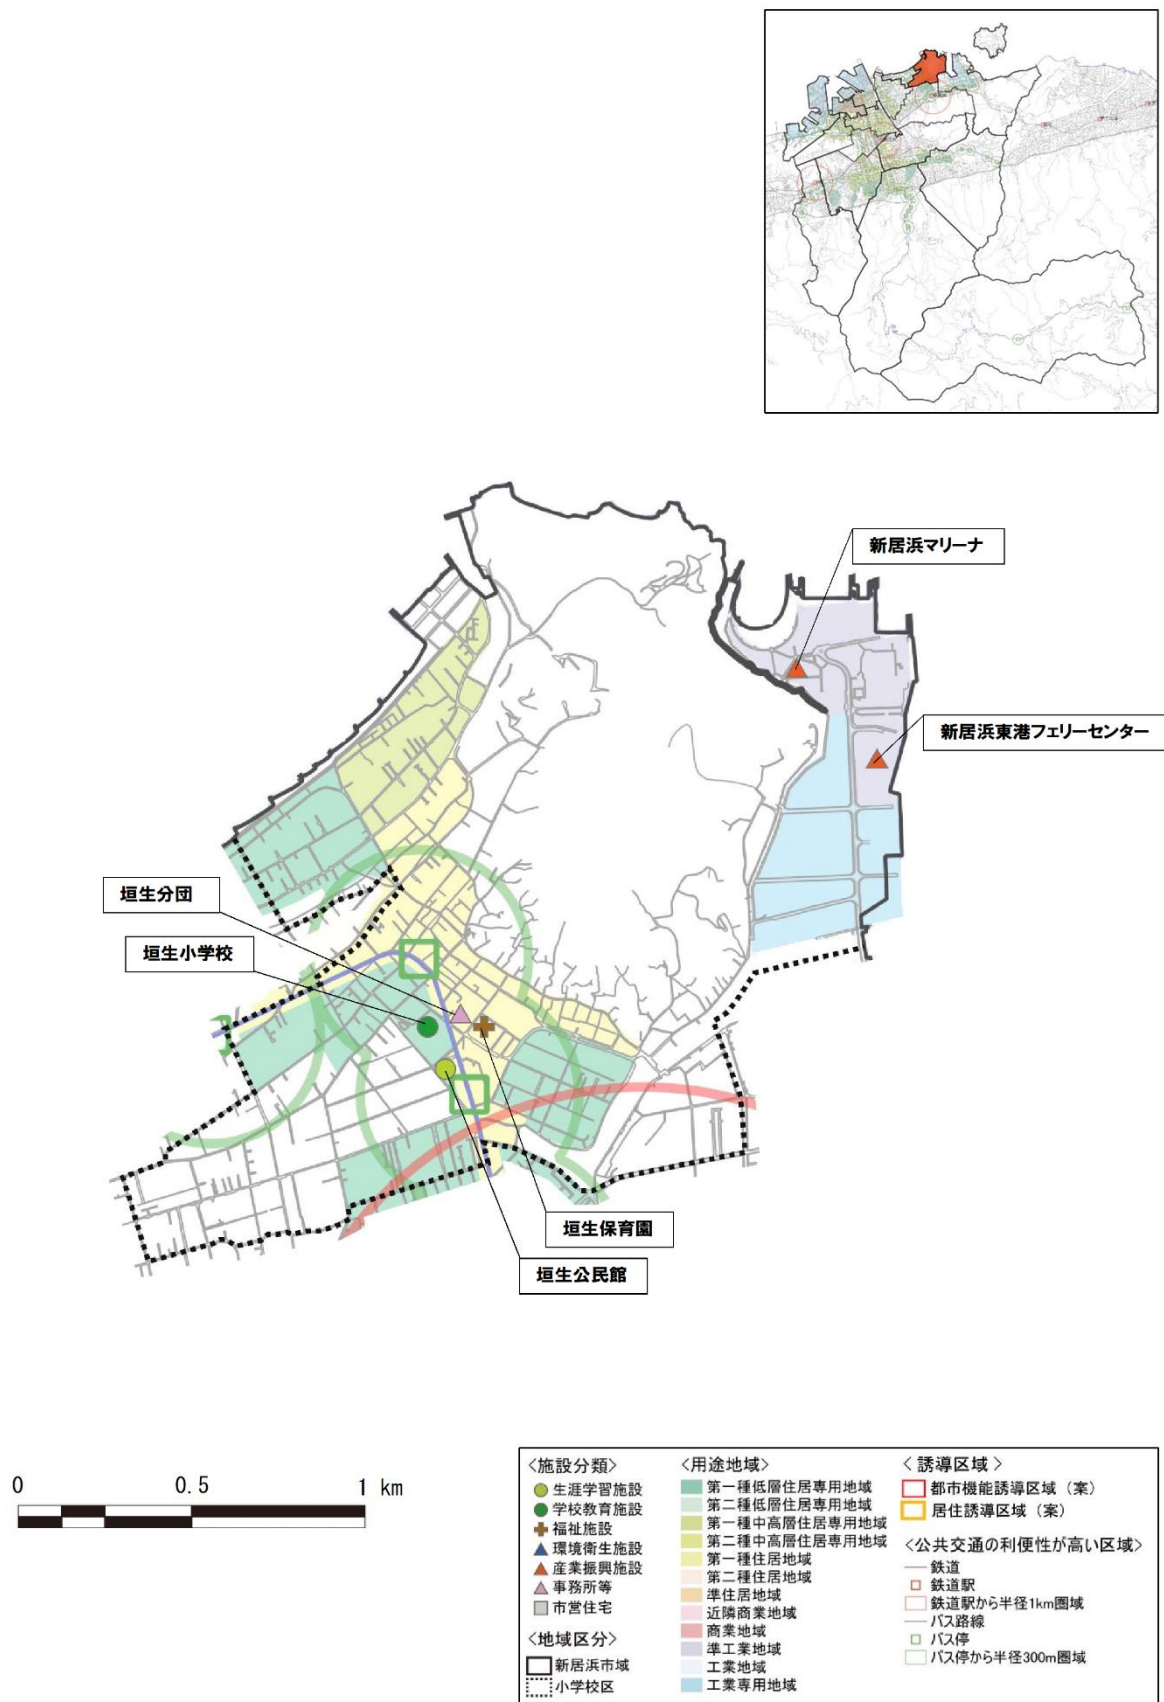 新居浜マリーナ
新居浜東港フェリーセンター
垣生分団
垣生小学校
垣生保育園
垣生公民館
0 0.5 1 km
〈施設分類〉
生涯学習施設
学校教育施設
福祉施設
環境衛生施設
産業振興施設
事務所等
市営住宅
〈地域区分〉
新居浜市域
小学校区
〈用途地域〉
第一種低層住居専用地域
第二種低層住居専用地域
第一種中高層住居専用地域
第二種中高層住居専用地域
第一種住居地域
第二種住居地域
準住居地域
近隣商業地域
商業地域
準工業地域
工業地域
工業専用地域
〈誘導区域〉
都市機能誘導区域（案）
居住誘導区域（案）
〈公共交通の利便性が高い区域〉
鉄道
鉄道駅
鉄道駅から半径1km圏域
バス路線
バス停
バス停から半径300m圏域